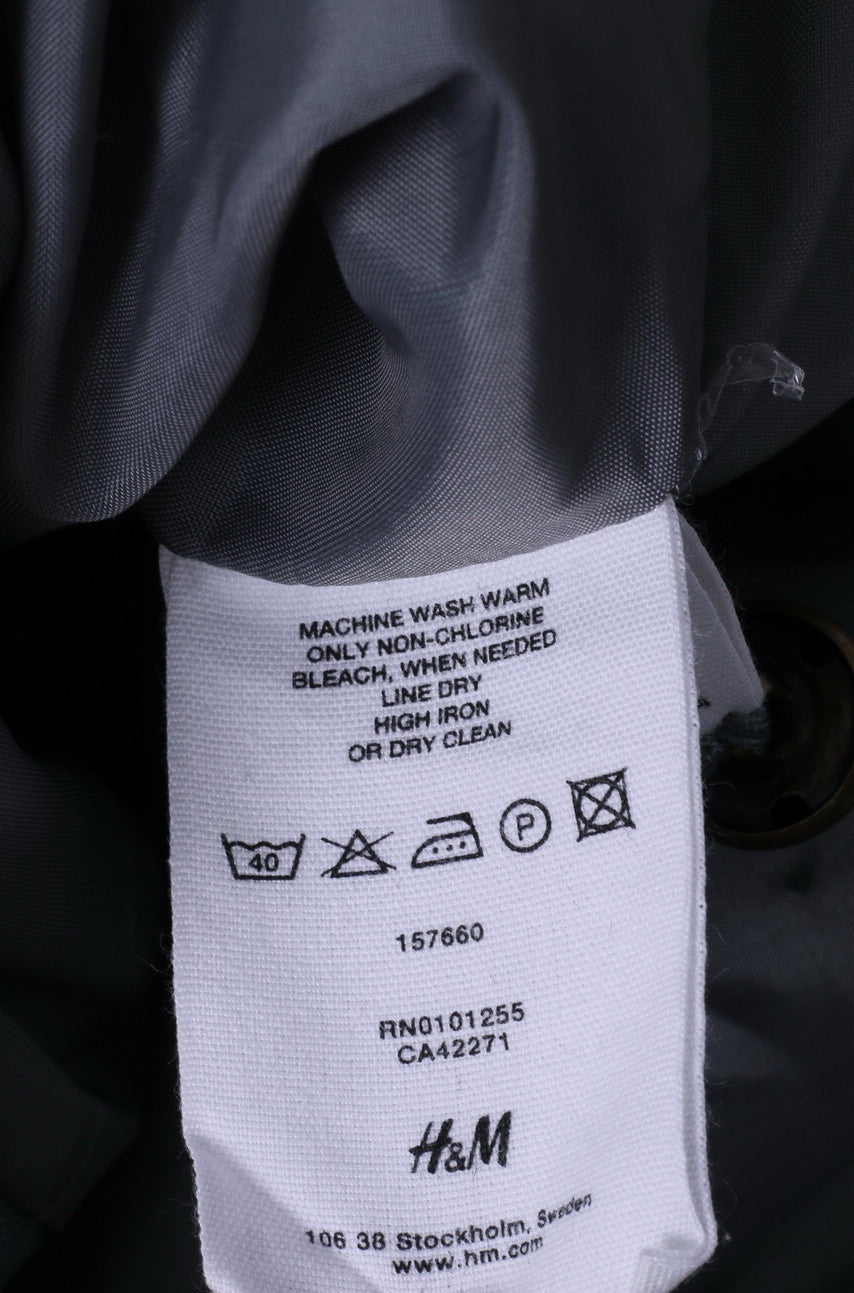 MACHINE WASH WARM
ONLY NON-CHLORINE
BLEACH, WHEN NEEDED
LINE DRY
HIGH IRON
OR DRY CLEAN
40
P
157660
RN0101255
CA42271
H&M
106 38 Stockholm, Sweden
www.hm.com